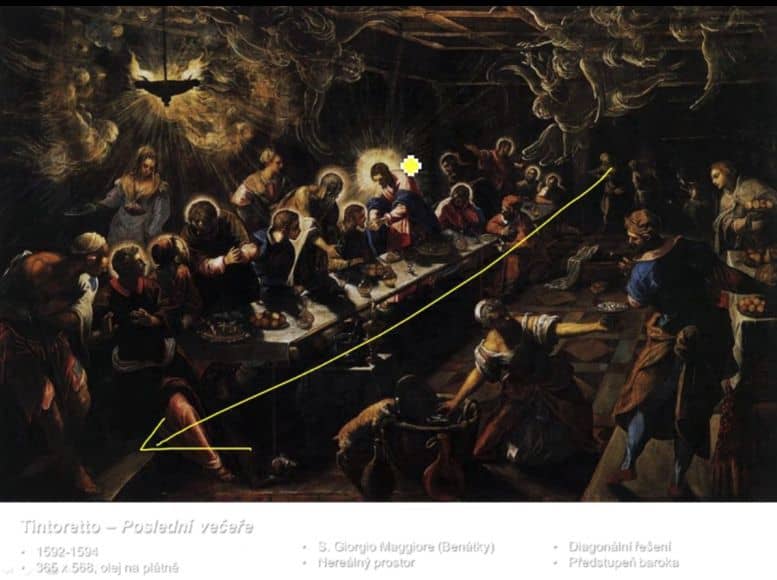 Tintoretto – Poslední večeře
• 1592-1594
• 365 x 568, olej na plátně
• S. Giorgio Maggiore (Benátky)
• Nereálný prostor
• Diagonální řešení
• Předstupeň baroka